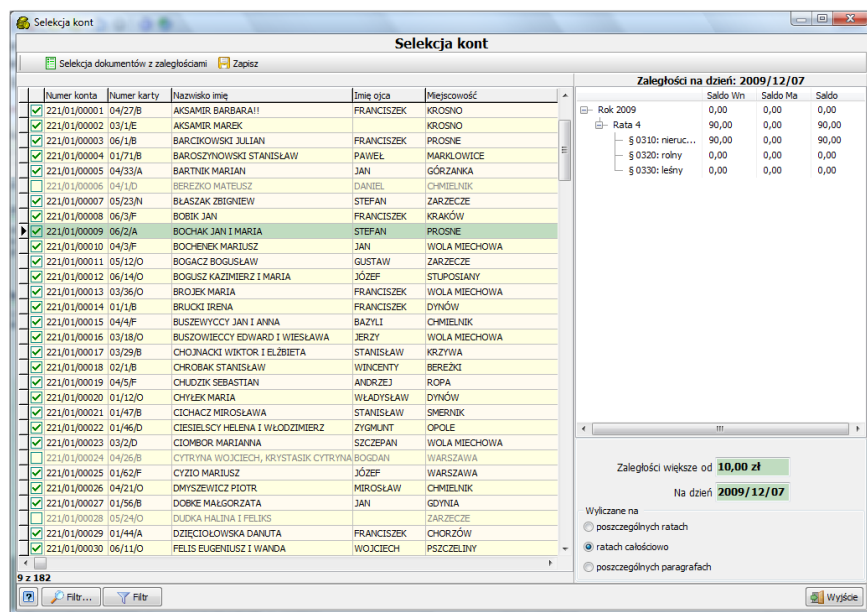 Selekcja kont
Selekcja kont
Selekcja dokumentów z zaległościami Zapisz
Numer konta Numer karty Nazwisko imię Imię ojca Miejscowość
221/01/00001 04/27/B AKSAMIR BARBARA!! FRANCISZEK KROSNO
221/01/00002 03/1/E AKSAMIR MAREK KROSNO
221/01/00003 06/1/B BARCIKOWSKI JULIAN FRANCISZEK PROSNE
221/01/00004 01/71/B BAROSZYNOWSKI STANISŁAW PAWEŁ MARKLOWICE
221/01/00005 04/33/A BARTNIK MARIAN JAN GÓRZANKA
221/01/00006 04/1/D BEREZKO MATEUSZ DANIEL CHMIELNIK
221/01/00007 05/23/N BŁASZAK ZBIGNIEW STEFAN ZARZECZE
221/01/00008 06/3/F BOBIK JAN FRANCISZEK KRAKÓW
221/01/00009 06/2/A BOCHAK JAN I MARIA STEFAN PROSNE
221/01/00010 04/3/F BOCHENEK MARIUSZ JAN WOLA MIECHOWA
221/01/00011 05/12/O BOGACZ BOGUSŁAW GUSTAW ZARZECZE
221/01/00012 06/14/O BOGUSZ KAZIMIERZ I MARIA JÓZEF STUPOSIANY
221/01/00013 03/36/O BROJEK MARIA FRANCISZEK WOLA MIECHOWA
221/01/00014 01/1/B BRUCKI IRENA FRANCISZEK DYNÓW
221/01/00015 04/4/F BUSZEWYCCY JAN I ANNA BAZYLI CHMIELNIK
221/01/00016 03/18/O BUSZOWIECCY EDWARD I WIESŁAWA JERZY WOLA MIECHOWA
221/01/00017 03/29/B CHOJNACKI WIKTOR I ELŻBIETA STANISŁAW KRZYWA
221/01/00018 02/1/B CHROBAK STANISŁAW WINCENTY BEREŻKI
221/01/00019 04/5/F CHUDZIK SEBASTIAN ANDRZEJ ROPA
221/01/00020 01/12/O CHYŁEK MARIA WŁADYSŁAW DYNÓW
221/01/00021 01/47/B CICHACZ MIROSŁAWA STANISŁAW SMERNIK
221/01/00022 01/46/D CIESIELSCY HELENA I WŁODZIMIERZ ZYGMUNT OPOLE
221/01/00023 03/2/D CIOMBOR MARIANNA SZCZEPAN WOLA MIECHOWA
221/01/00024 04/26/B CYTRYNA WOJCIECH, KRYSTASIK CYTRYNA BOGDAN WARSZAWA
221/01/00025 01/62/F CYZIO MARIUSZ JÓZEF WARSZAWA
221/01/00026 04/21/O DMYSZEWICZ PIOTR MIROSŁAW CHMIELNIK
221/01/00027 01/56/B DOBKE MAŁGORZATA JAN GDYNIA
221/01/00028 05/24/O DUDKA HALINA I FELIKS ZARZECZE
221/01/00029 01/44/A DZIĘCIOŁOWSKA DANUTA FRANCISZEK CHORZÓW
221/01/00030 06/11/O FELIS EUGENIUSZ I WANDA WOJCIECH PSZCZELINY
9 z 182
Filtr... Filtr
Zaległości na dzień: 2009/12/07
Saldo Wn Saldo Ma Saldo
Rok 2009 0,00 0,00 0,00
Rata 4 90,00 0,00 90,00
§ 0310: nieruc... 90,00 0,00 90,00
§ 0320: rolny 0,00 0,00 0,00
§ 0330: leśny 0,00 0,00 0,00
Zaległości większe od 10,00 zł
Na dzień 2009/12/07
Wyliczane na
poszczególnych ratach
ratach całościowo
poszczególnych paragrafach
Wyjście